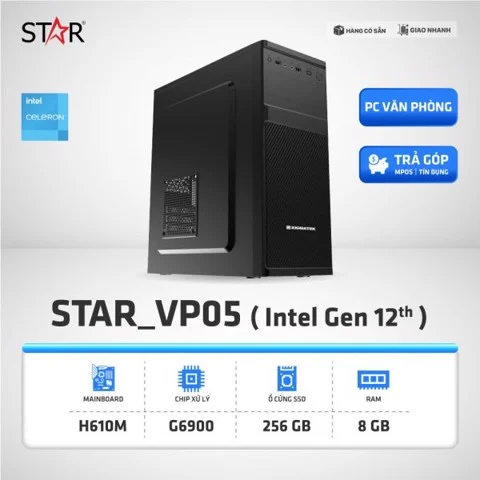 STAR
HÀNG CÓ SẴN
GIAO NHANH
intel
CELERON
PC VĂN PHÒNG
TRẢ GÓP
MPOS | TÍN DỤNG
XIGMATEK
STAR_VP05 ( Intel Gen 12th )
MAINBOARD
CHIP XỬ LÝ
Ổ CỨNG SSD
RAM
H610M
G6900
256 GB
8 GB